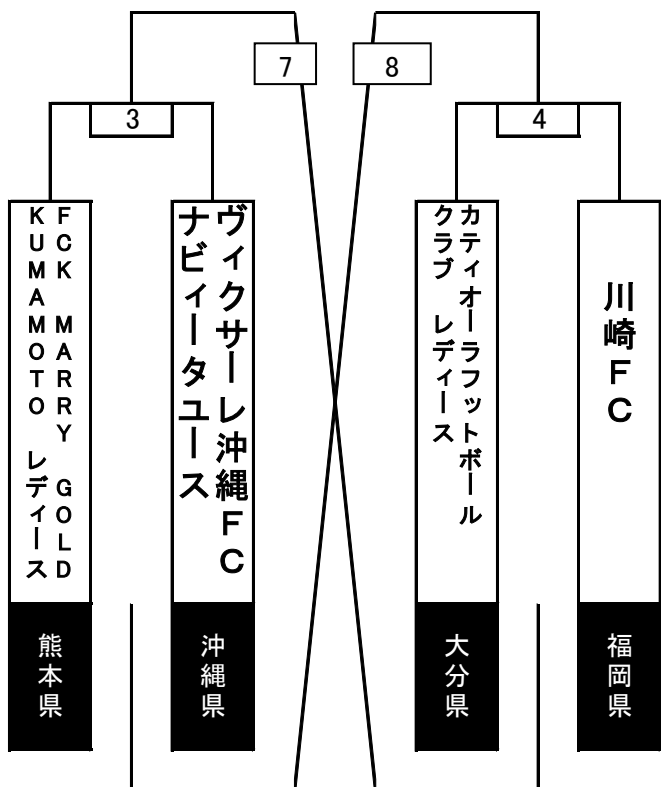 7
8
3
4
FCK MARRY GOLD
KUMAMOTO レディース
ヴィクサーレ沖縄FC
ナビィータユース
カティオーラフットボール
クラブ レディース
川崎FC
熊本県
沖縄県
大分県
福岡県